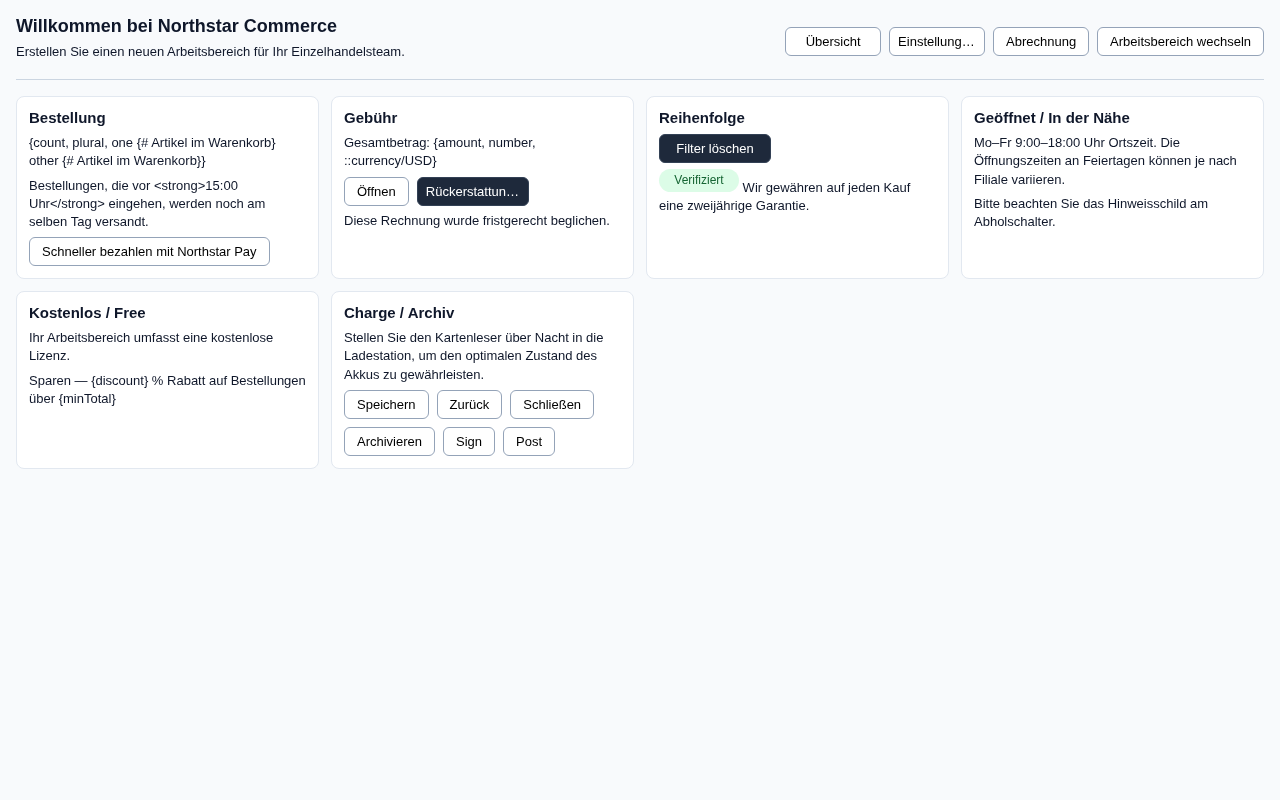 Willkommen bei Northstar Commerce
Erstellen Sie einen neuen Arbeitsbereich für Ihr Einzelhandelsteam.
Übersicht
Einstellung…
Abrechnung
Arbeitsbereich wechseln
Bestellung
{count, plural, one {# Artikel im Warenkorb}
other {# Artikel im Warenkorb}}
Bestellungen, die vor <strong>15:00
Uhr</strong> eingehen, werden noch am
selben Tag versandt.
Schneller bezahlen mit Northstar Pay
Gebühr
Gesamtbetrag: {amount, number,
::currency/USD}
Öffnen
Rückerstattun…
Diese Rechnung wurde fristgerecht beglichen.
Reihenfolge
Filter löschen
Verifiziert
Wir gewähren auf jeden Kauf
eine zweijährige Garantie.
Geöffnet / In der Nähe
Mo–Fr 9:00–18:00 Uhr Ortszeit. Die
Öffnungszeiten an Feiertagen können je nach
Filiale variieren.
Bitte beachten Sie das Hinweisschild am
Abholschalter.
Kostenlos / Free
Ihr Arbeitsbereich umfasst eine kostenlose
Lizenz.
Sparen — {discount} % Rabatt auf Bestellungen
über {minTotal}
Charge / Archiv
Stellen Sie den Kartenleser über Nacht in die
Ladestation, um den optimalen Zustand des
Akkus zu gewährleisten.
Speichern
Zurück
Schließen
Archivieren
Sign
Post